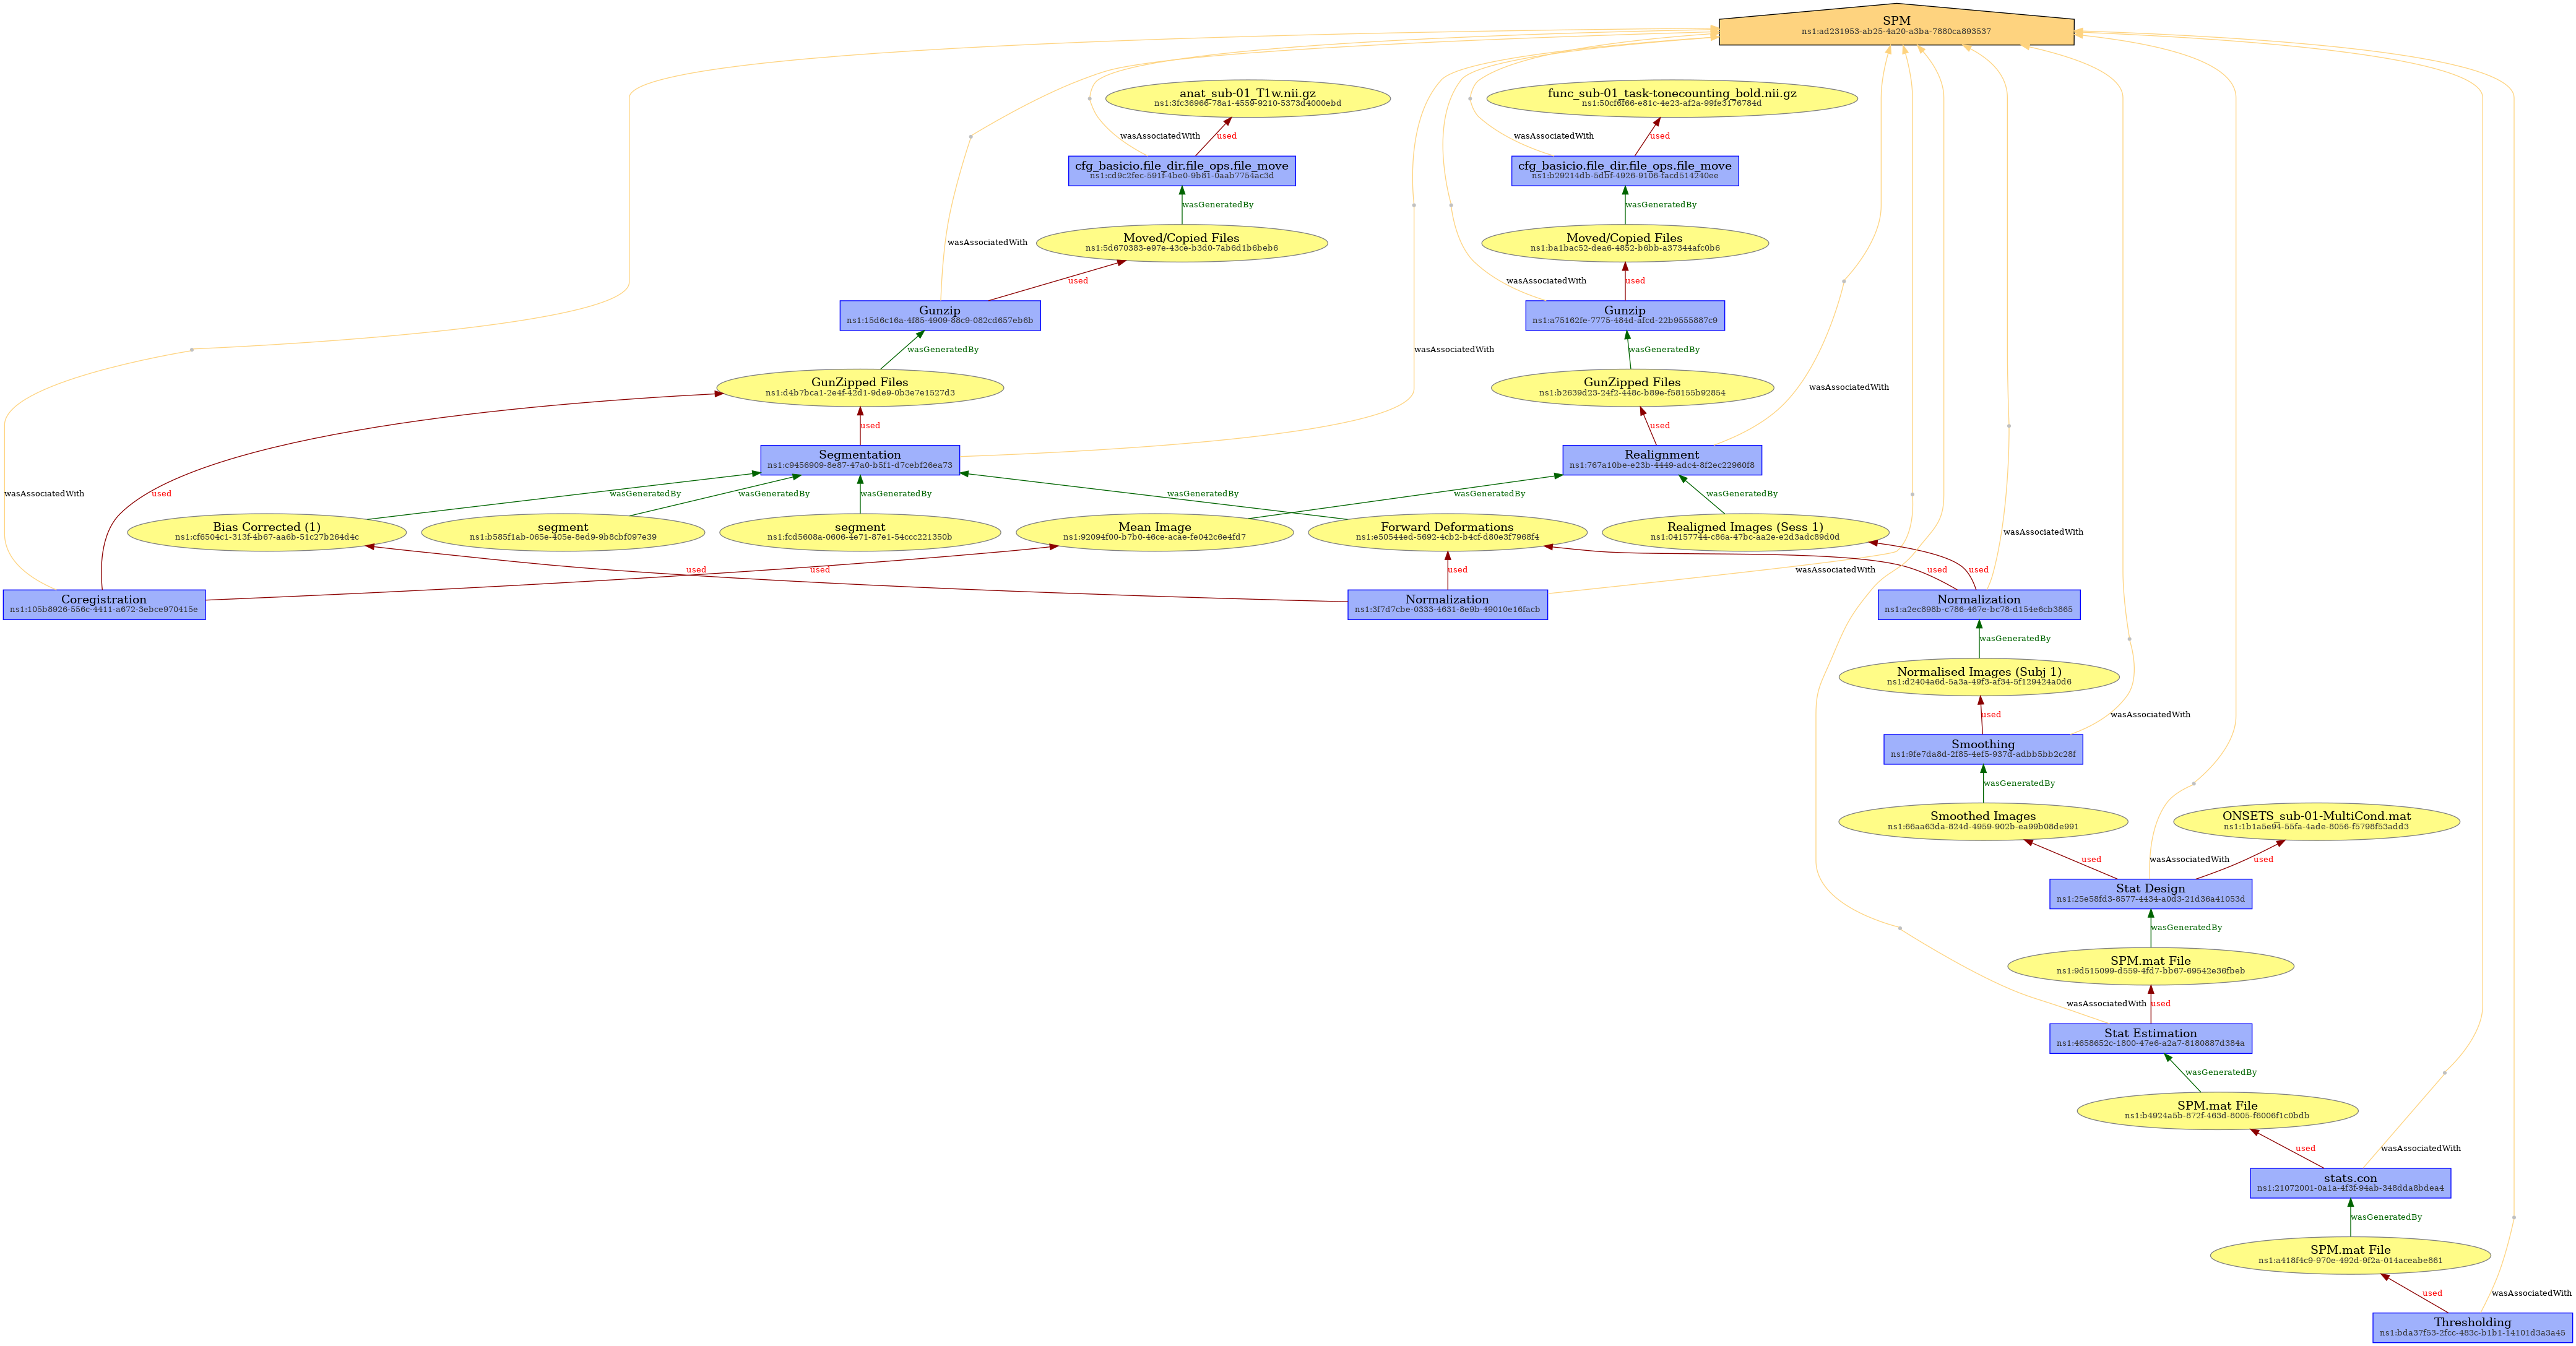 SPM
ns1:ad231953-ab25-4a20-a3ba-7880ca893537
anat_sub-01_T1w.nii.gz
ns1:3fc36966-78a1-4559-9210-5373d4000ebd
func_sub-01_task-tonecounting_bold.nii.gz
ns1:50cf6f66-e81c-4e23-af2a-99fe3176784d
wasAssociatedWith
used
wasAssociatedWith
used
cfg_basicio.file_dir.file_ops.file_move
ns1:cd9c2fec-591f-4be0-9b81-0aab7754ac3d
cfg_basicio.file_dir.file_ops.file_move
ns1:b29214db-5dbf-4926-9106-facd514240ee
wasGeneratedBy
wasGeneratedBy
wasAssociatedWith
Moved/Copied Files
ns1:5d670383-e97e-43ce-b3d0-7ab6d1b6beb6
Moved/Copied Files
ns1:ba1bac52-dea6-4852-b6bb-a37344afc0b6
used
wasAssociatedWith
used
Gunzip
ns1:15d6c16a-4f85-4909-88c9-082cd657eb6b
Gunzip
ns1:a75162fe-7775-484d-afcd-22b9555887c9
wasGeneratedBy
wasAssociatedWith
wasGeneratedBy
GunZipped Files
ns1:d4b7bca1-2e4f-42d1-9de9-0b3e7e1527d3
GunZipped Files
ns1:b2639d23-24f2-448c-b89e-f58155b92854
wasAssociatedWith
used
used
Segmentation
ns1:c9456909-8e87-47a0-b5f1-d7cebf26ea73
Realignment
ns1:767a10be-e23b-4449-adc4-8f2ec22960f8
wasAssociatedWith
used
wasGeneratedBy
wasGeneratedBy
wasGeneratedBy
wasGeneratedBy
wasGeneratedBy
wasGeneratedBy
Bias Corrected (1)
ns1:cf6504c1-313f-4b67-aa6b-51c27b264d4c
segment
ns1:b585f1ab-065e-405e-8ed9-9b8cbf097e39
segment
ns1:fcd5608a-0606-4e71-87e1-54ccc221350b
Mean Image
ns1:92094f00-b7b0-46ce-acae-fe042c6e4fd7
Forward Deformations
ns1:e50544ed-5692-4cb2-b4cf-d80e3f7968f4
Realigned Images (Sess 1)
ns1:04157744-c86a-47bc-aa2e-e2d3adc89d0d
wasAssociatedWith
used
used
used
wasAssociatedWith
used
used
Coregistration
ns1:105b8926-556c-4411-a672-3ebce970415e
Normalization
ns1:3f7d7cbe-0333-4631-8e9b-49010e16facb
Normalization
ns1:a2ec898b-c786-467e-bc78-d154e6cb3865
wasGeneratedBy
Normalised Images (Subj 1)
ns1:d2404a6d-5a3a-49f3-af34-5f129424a0d6
used
wasAssociatedWith
Smoothing
ns1:9fe7da8d-2f85-4ef5-937d-adbb5bb2c28f
wasGeneratedBy
Smoothed Images
ns1:66aa63da-824d-4959-902b-ea99b08de991
ONSETS_sub-01-MultiCond.mat
ns1:1b1a5e94-55fa-4ade-8056-f5798f53add3
used
wasAssociatedWith
used
Stat Design
ns1:25e58fd3-8577-4434-a0d3-21d36a41053d
wasGeneratedBy
SPM.mat File
ns1:9d515099-d559-4fd7-bb67-69542e36fbeb
wasAssociatedWith
used
Stat Estimation
ns1:4658652c-1800-47e6-a2a7-8180887d384a
wasGeneratedBy
SPM.mat File
ns1:b4924a5b-872f-463d-8005-f6006f1c0bdb
used
wasAssociatedWith
stats.con
ns1:21072001-0a1a-4f3f-94ab-348dda8bdea4
wasGeneratedBy
SPM.mat File
ns1:a418f4c9-970e-492d-9f2a-014aceabe861
used
wasAssociatedWith
Thresholding
ns1:bda37f53-2fcc-483c-b1b1-14101d3a3a45